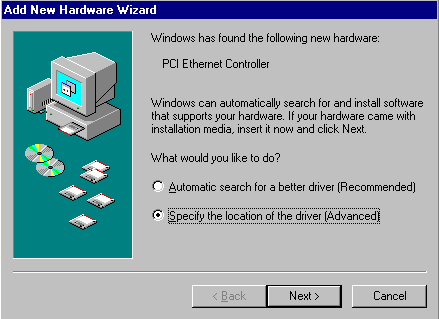 Add New Hardware Wizard
Windows has found the following new hardware:
PCI Ethernet Controller
Windows can automatically search for and install software
that supports your hardware. If your hardware came with
installation media, insert it now and click Next.
What would you like to do?
Automatic search for a better driver (Recommended)
Specify the location of the driver (Advanced)
< Back
Next >
Cancel